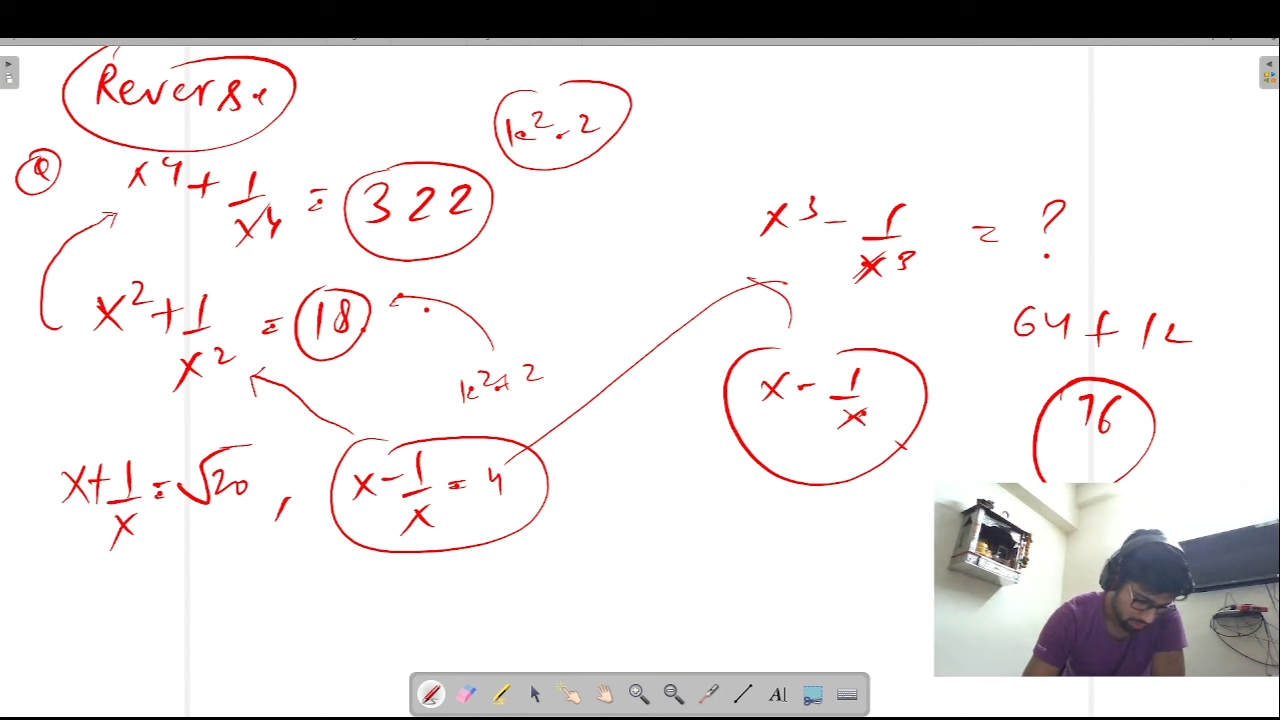 Reverse.
k² - 2
Q
x⁴ + 1/x⁴ = 322
x³ - 1/x³ = ?
x² + 1/x² = 18
64 + 12
k² + 2
x - 1/x
76
x + 1/x = √20 , x - 1/x = 4
AI